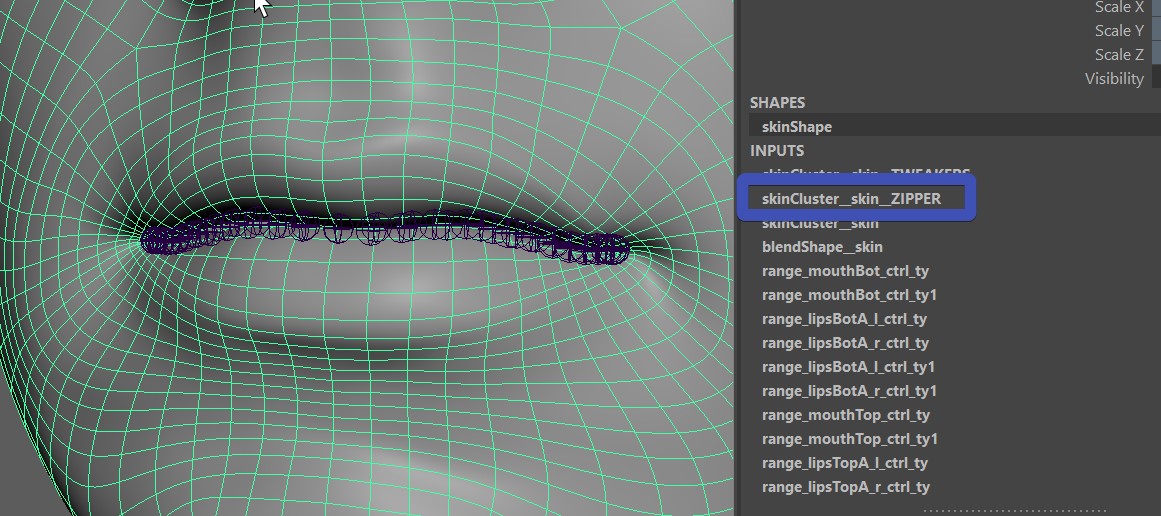 Scale X
Scale Y
Scale Z
Visibility
SHAPES
skinShape
INPUTS
skinCluster__skin__TWEAKERS
skinCluster__skin__ZIPPER
skinCluster__skin
blendShape__skin
range_mouthBot_ctrl_ty
range_mouthBot_ctrl_ty1
range_lipsBotA_l_ctrl_ty
range_lipsBotA_r_ctrl_ty
range_lipsBotA_l_ctrl_ty1
range_lipsBotA_r_ctrl_ty1
range_mouthTop_ctrl_ty
range_mouthTop_ctrl_ty1
range_lipsTopA_l_ctrl_ty
range_lipsTopA_r_ctrl_ty